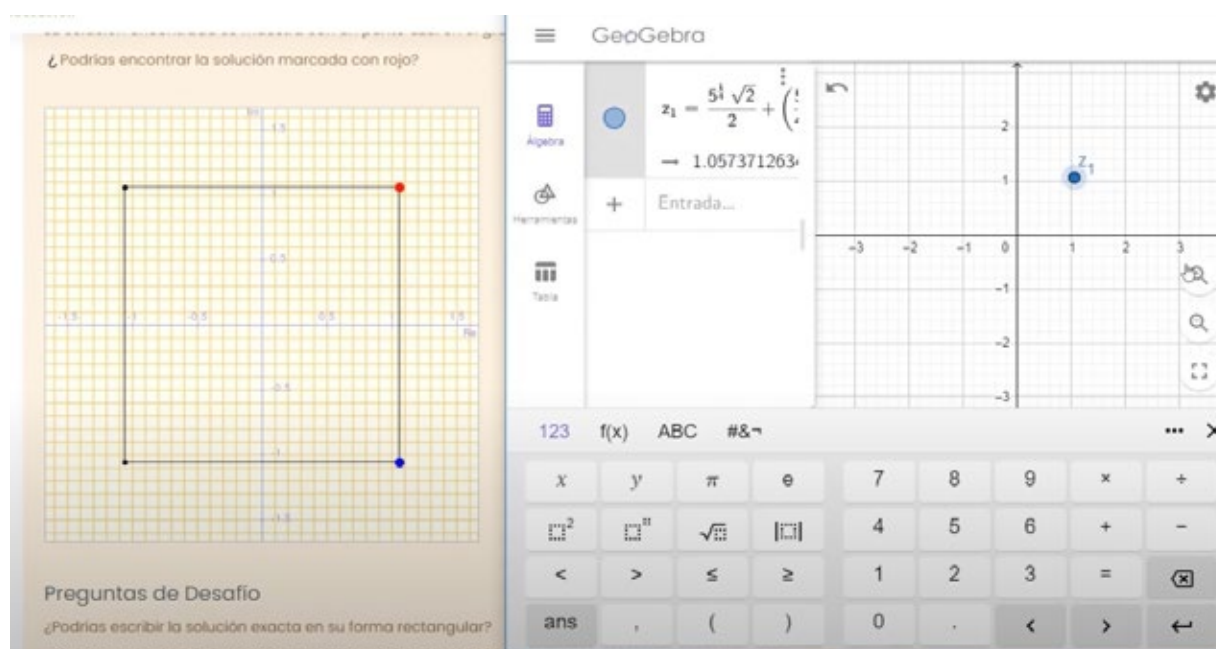 ¿Podrías encontrar la solución marcada con rojo?
Im
1.5
0.5
-1.5
-1
-0.5
0.5
1.5
Re
-0.5
-1
-1.5
Preguntas de Desafío
¿Podrías escribir la solución exacta en su forma rectangular?
GeoGebra
Álgebra
Herramientas
Tabla
z₁ = 5^¼ √2 / 2 +
→ 1.057371263
+ Entrada...
2
z₁
1
-3 -2 -1 0 1 2 3
-1
-2
-3
123 f(x) ABC #&¬ ... ×
x y π e 7 8 9 × ÷
√ 4 5 6 + −
< > ≤ ≥ 1 2 3 =
ans , ( ) 0 . < >